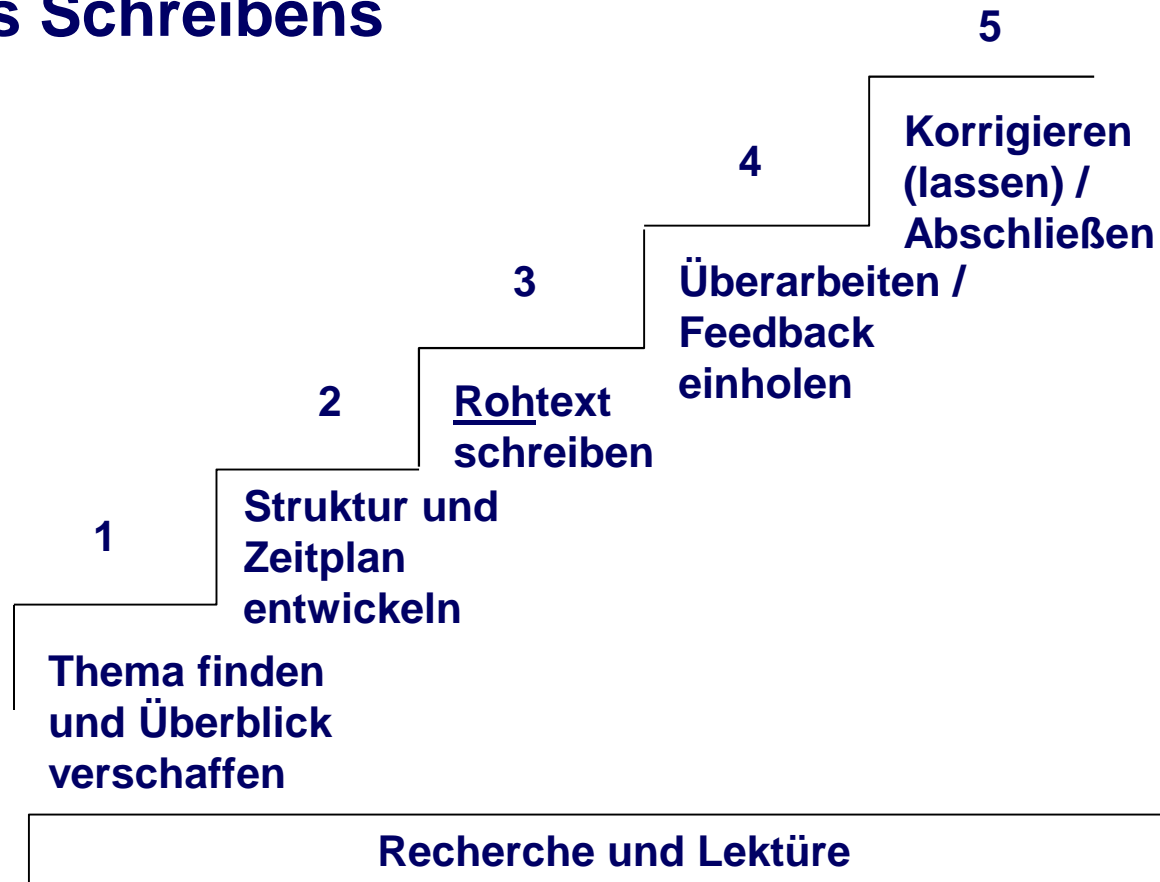 s Schreibens
5
Korrigieren
(lassen) /
Abschließen
4
Überarbeiten /
Feedback
einholen
3
Rohtext
schreiben
2
Struktur und
Zeitplan
entwickeln
1
Thema finden
und Überblick
verschaffen
Recherche und Lektüre